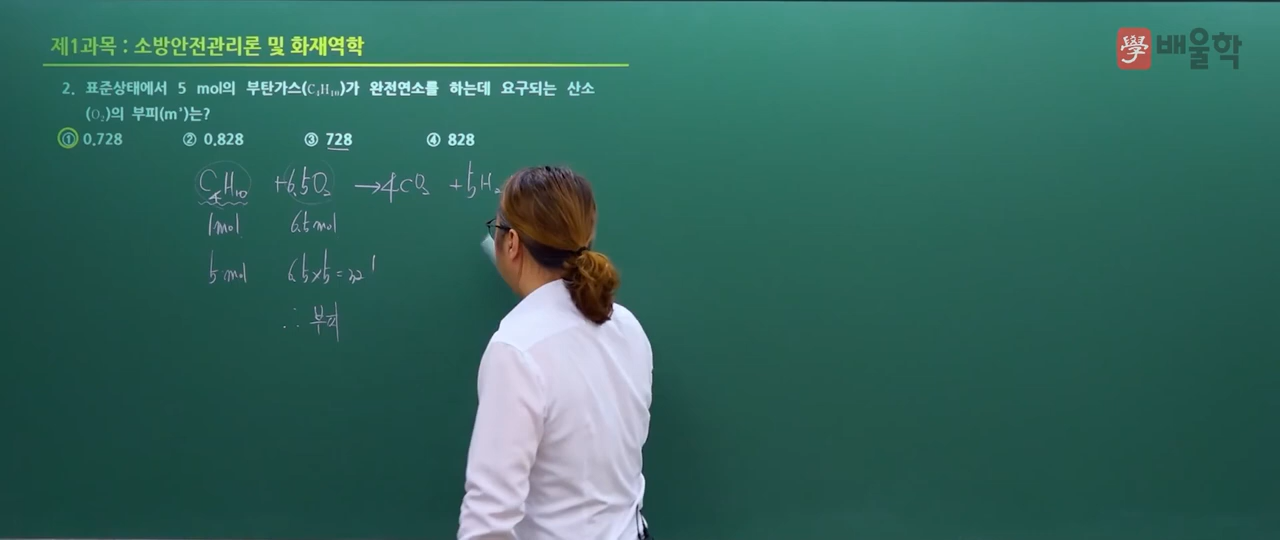 제1과목 : 소방안전관리론 및 화재역학
學 배울학
2. 표준상태에서 5 mol의 부탄가스(C₄H₁₀)가 완전연소를 하는데 요구되는 산소
(O₂)의 부피(m³)는?
① 0.728 ② 0.828 ③ 728 ④ 828
C₄H₁₀ + 6.5O₂ → 4CO₂ + 5H₂
1mol 6.5mol
5mol 6.5×5=32
∴ 부피